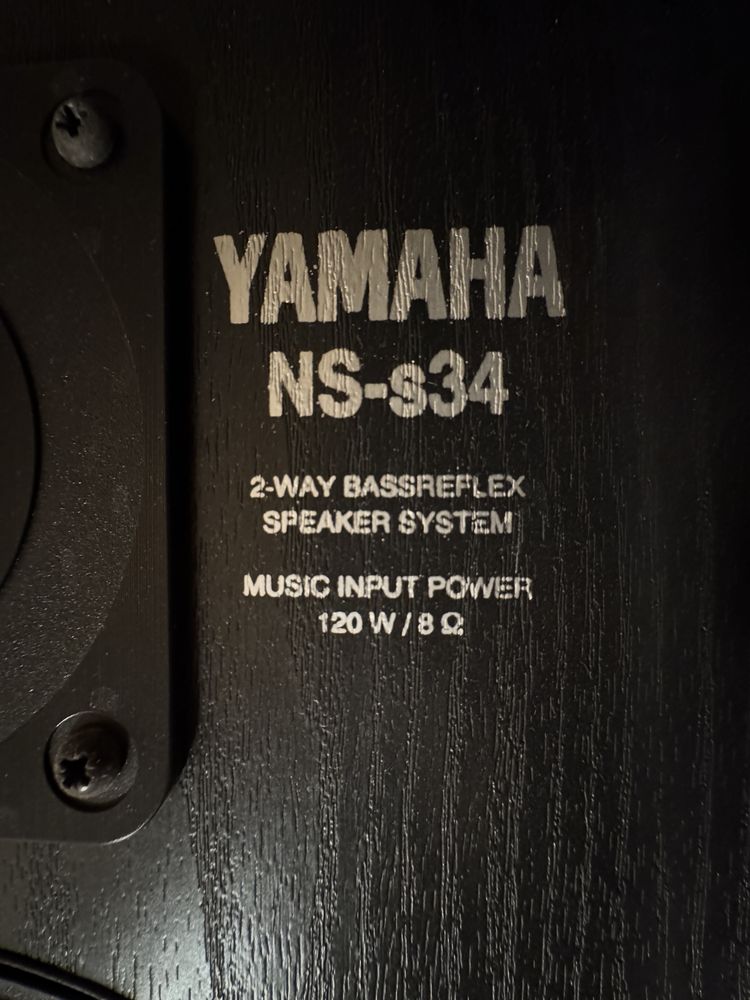 YAMAHA
NS-s34
2-WAY BASSREFLEX
SPEAKER SYSTEM
MUSIC INPUT POWER
120 W / 8 Ω